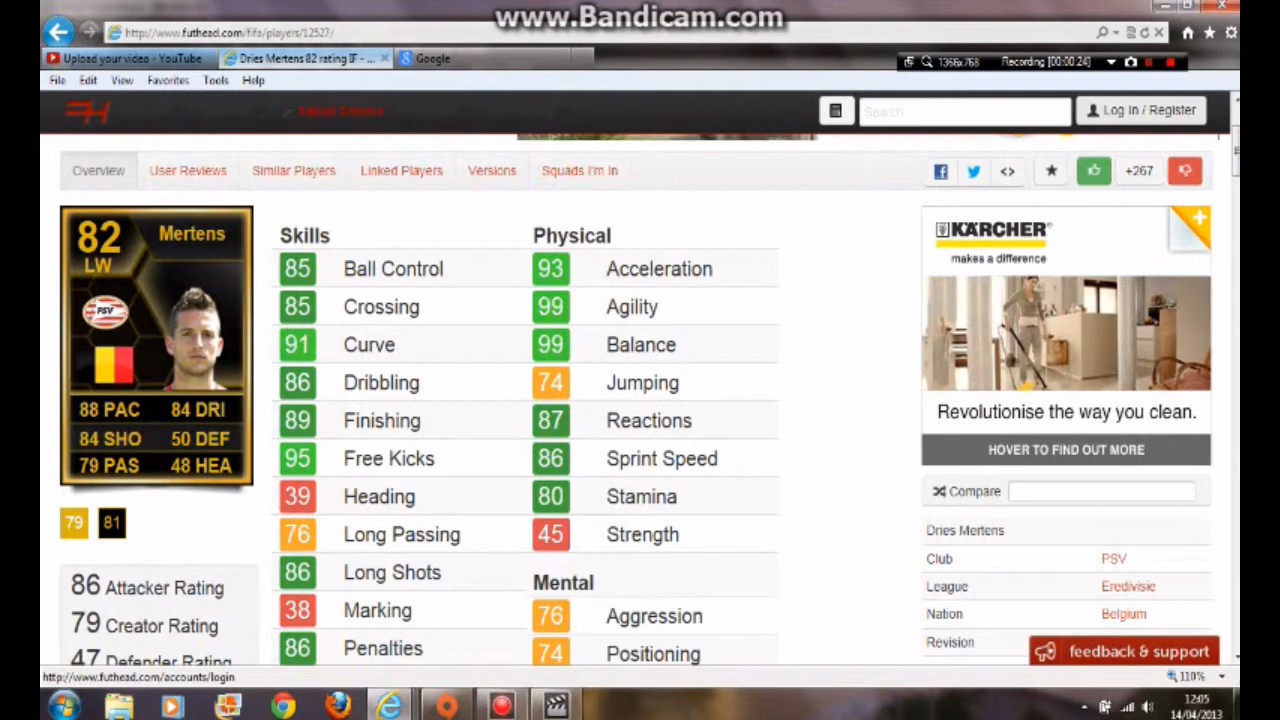 www.Bandicam.com
http://www.futhead.com/fifa/players/12527/
Upload your video - YouTube
Dries Mertens 82 rating IF - ...
Google
1366x768
Recording [00:00:24]
File Edit View Favorites Tools Help
FH
Search
Log In / Register
Overview User Reviews Similar Players Linked Players Versions Squads I'm In
+267
82
LW
Mertens
PSV
88 PAC 84 DRI
84 SHO 50 DEF
79 PAS 48 HEA
79 81
86 Attacker Rating
79 Creator Rating
47 Defender Rating
Skills
85 Ball Control
85 Crossing
91 Curve
86 Dribbling
89 Finishing
95 Free Kicks
39 Heading
76 Long Passing
86 Long Shots
38 Marking
86 Penalties
Physical
93 Acceleration
99 Agility
99 Balance
74 Jumping
87 Reactions
86 Sprint Speed
80 Stamina
45 Strength
Mental
76 Aggression
74 Positioning
KÄRCHER
makes a difference
Revolutionise the way you clean.
HOVER TO FIND OUT MORE
Compare
Dries Mertens
Club PSV
League Eredivisie
Nation Belgium
Revision
feedback & support
http://www.futhead.com/accounts/login
110%
12:05
14/04/2013